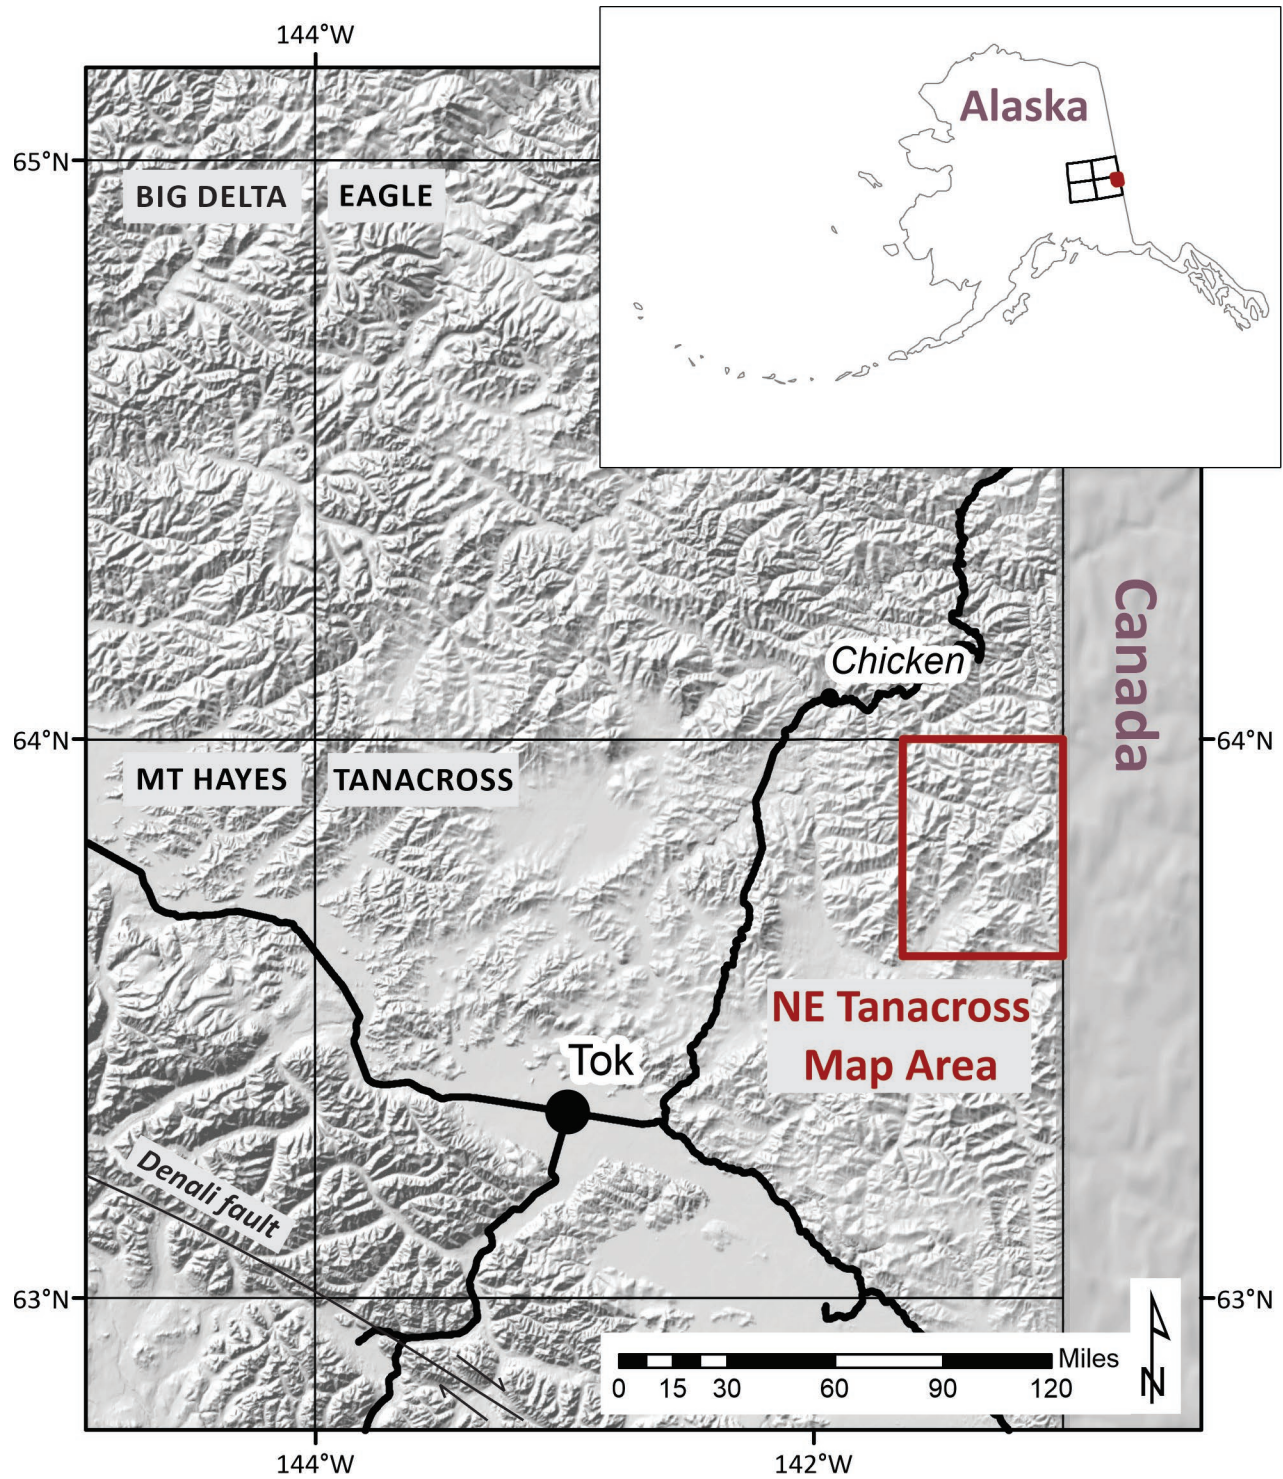 144°W
Alaska
65°N
BIG DELTA
EAGLE
Canada
Chicken
64°N
64°N
MT HAYES
TANACROSS
NE Tanacross
Map Area
Tok
Denali fault
63°N
63°N
Miles
0 15 30 60 90 120
N
144°W
142°W